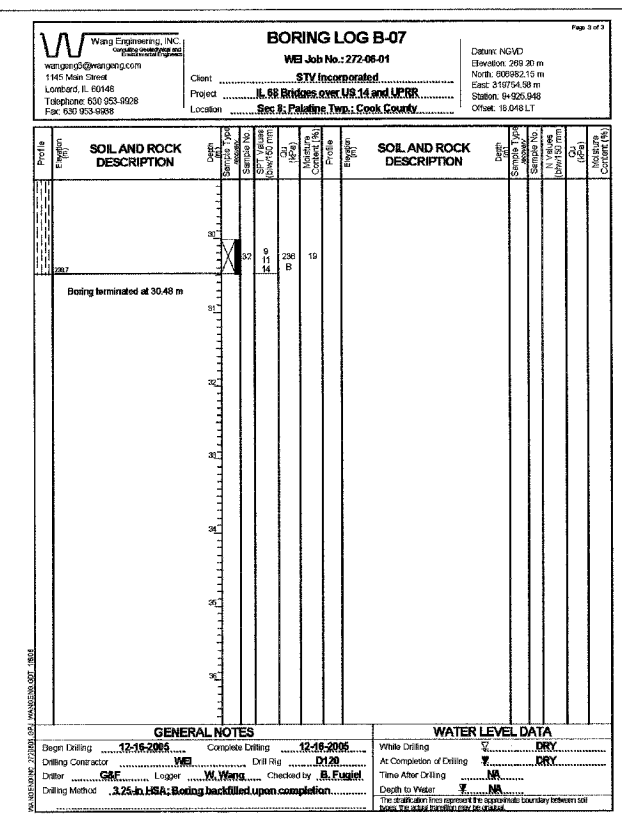 Page 3 of 3
Wang Engineering, INC.
wangeng3@wangeng.com
1145 Main Street
Lombard, IL 60148
Telephone: 630 953-9928
Fax: 630 953-9938
BORING LOG B-07
WEI Job No.: 272-06-01
Client STV Incorporated
Project IL 68 Bridges over US 14 and UPRR
Location Sec 8; Palatine Twp.; Cook County
Datum: NGVD
Elevation: 269.20 m
North: 606982.15 m
East: 319754.58 m
Station: 9+925.948
Offset: 18.048 LT
Profile
Elevation (m)
SOIL AND ROCK DESCRIPTION
Depth (m)
Sample Type recovery
Sample No.
SPT Values (blw/150 mm)
Qu (kPa)
Moisture Content (%)
Profile
Elevation (m)
SOIL AND ROCK DESCRIPTION
Depth (m)
Sample Type recovery
Sample No.
N Values (blw/150 mm)
Qu (kPa)
Moisture Content (%)
30
32
9
11
14
236
B
19
238.7
Boring terminated at 30.48 m
31
32
33
34
35
36
GENERAL NOTES
Begin Drilling 12-16-2005 Complete Drilling 12-16-2005
Drilling Contractor WEI Drill Rig D120
Driller G&F Logger W. Wang Checked by B. Fugiel
Drilling Method 3.25-in HSA; Boring backfilled upon completion
WATER LEVEL DATA
While Drilling DRY
At Completion of Drilling DRY
Time After Drilling NA
Depth to Water NA
The stratification lines represent the approximate boundary between soil
types; the actual transition may be gradual.